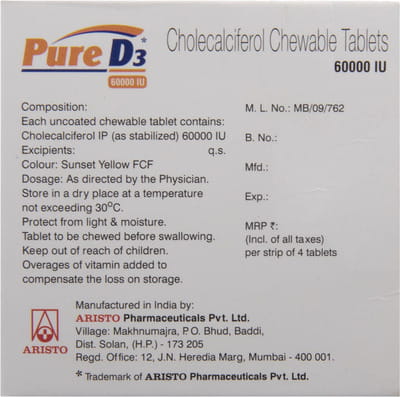 Pure D3*
60000 IU
Cholecalciferol Chewable Tablets
60000 IU
Composition:
Each uncoated chewable tablet contains:
Cholecalciferol IP (as stabilized) 60000 IU
Excipients: q.s.
Colour: Sunset Yellow FCF
Dosage: As directed by the Physician.
Store in a dry place at a temperature
not exceeding 30°C.
Protect from light & moisture.
Tablet to be chewed before swallowing.
Keep out of reach of children.
Overages of vitamin added to
compensate the loss on storage.
M. L. No.: MB/09/762
B. No.:
Mfd.:
Exp.:
MRP ₹:
(Incl. of all taxes)
per strip of 4 tablets
ARISTO
Manufactured in India by:
ARISTO Pharmaceuticals Pvt. Ltd.
Village: Makhnumajra, P.O. Bhud, Baddi,
Dist. Solan, (H.P.) - 173 205
Regd. Office: 12, J.N. Heredia Marg, Mumbai - 400 001.
* Trademark of ARISTO Pharmaceuticals Pvt. Ltd.